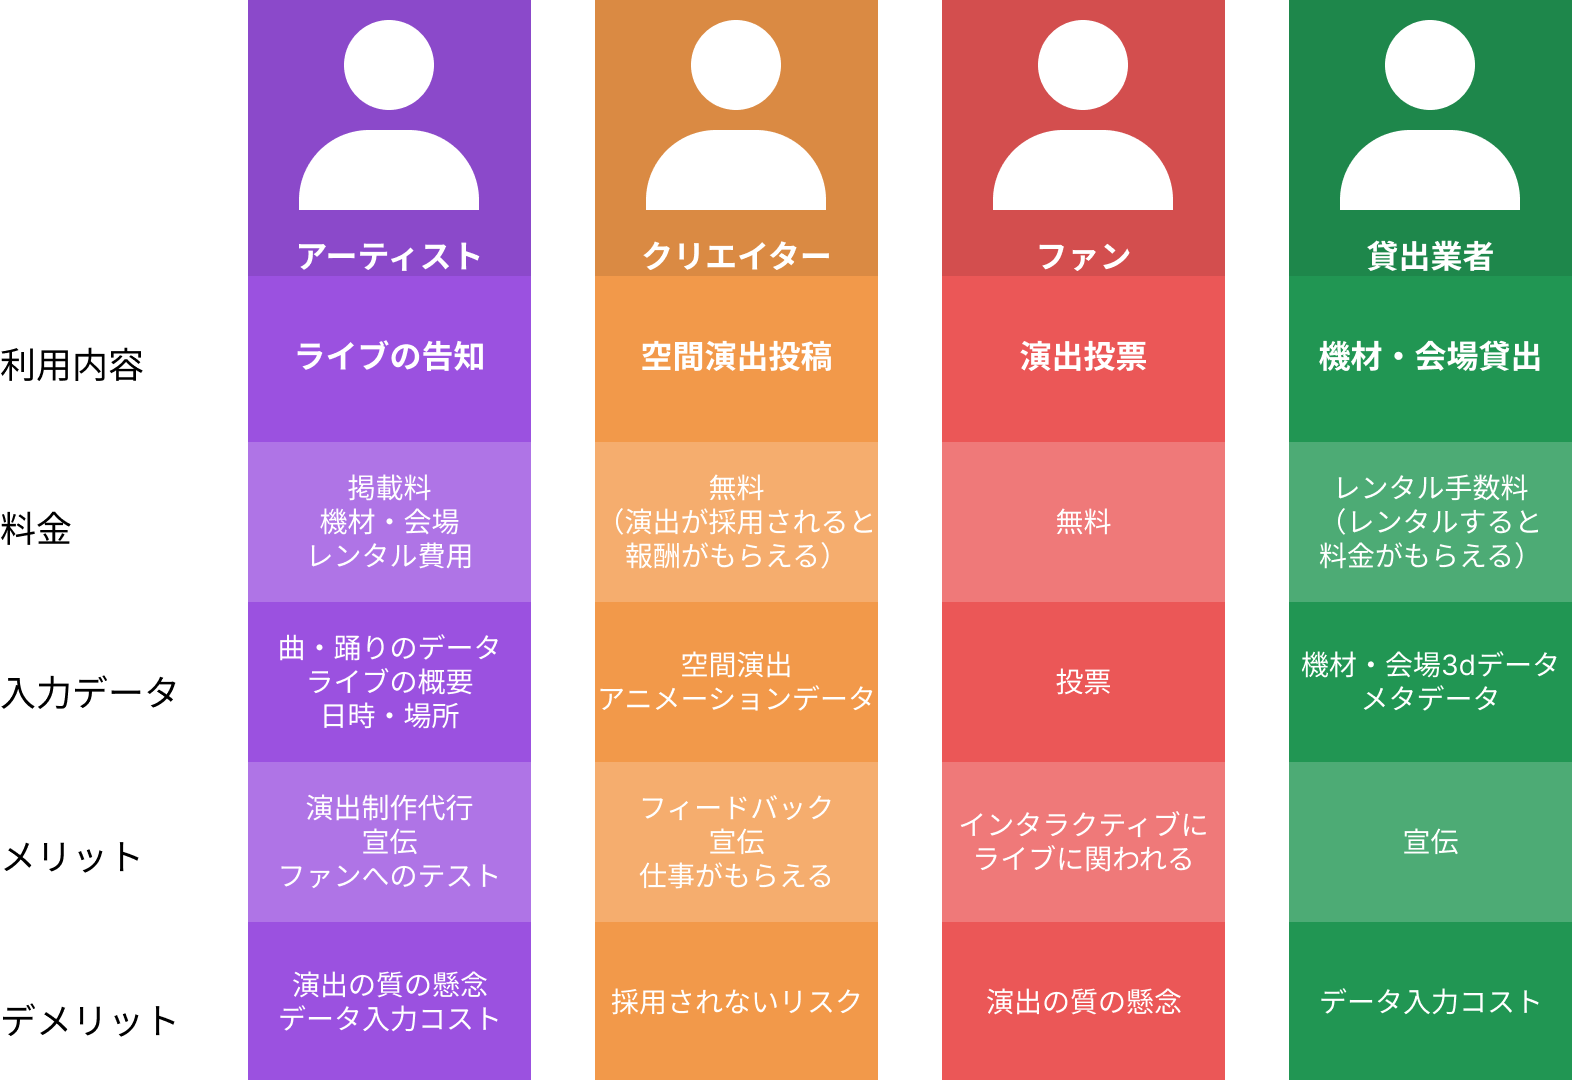 アーティスト
クリエイター
ファン
貸出業者
利用内容
ライブの告知
空間演出投稿
演出投票
機材・会場貸出
料金
掲載料
機材・会場
レンタル費用
無料
（演出が採用されると
報酬がもらえる）
無料
レンタル手数料
（レンタルすると
料金がもらえる）
入力データ
曲・踊りのデータ
ライブの概要
日時・場所
空間演出
アニメーションデータ
投票
機材・会場3dデータ
メタデータ
メリット
演出制作代行
宣伝
ファンへのテスト
フィードバック
宣伝
仕事がもらえる
インタラクティブに
ライブに関われる
宣伝
デメリット
演出の質の懸念
データ入力コスト
採用されないリスク
演出の質の懸念
データ入力コスト